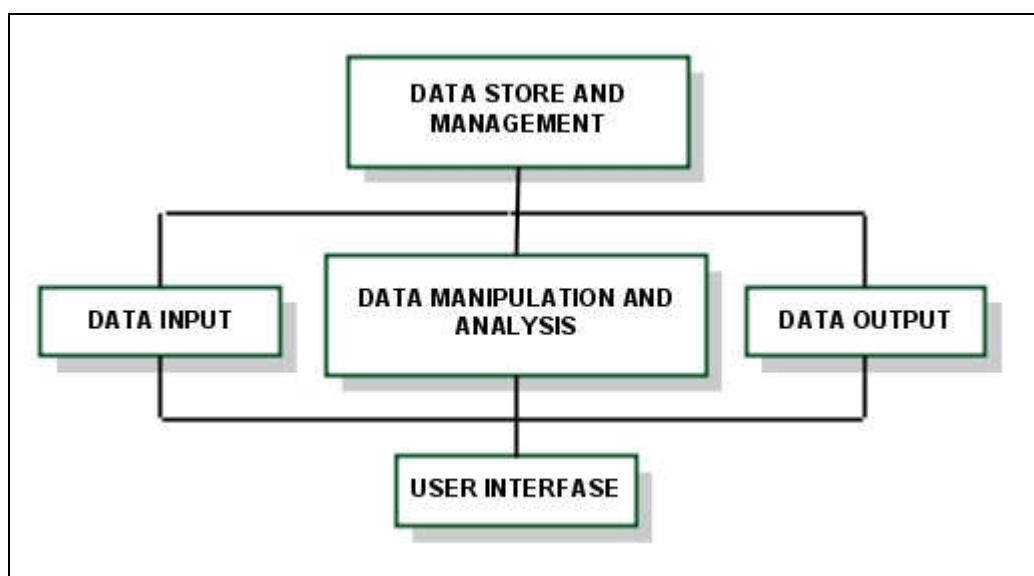 DATA STORE AND
MANAGEMENT
DATA INPUT
DATA MANIPULATION AND
ANALYSIS
DATA OUTPUT
USER INTERFASE